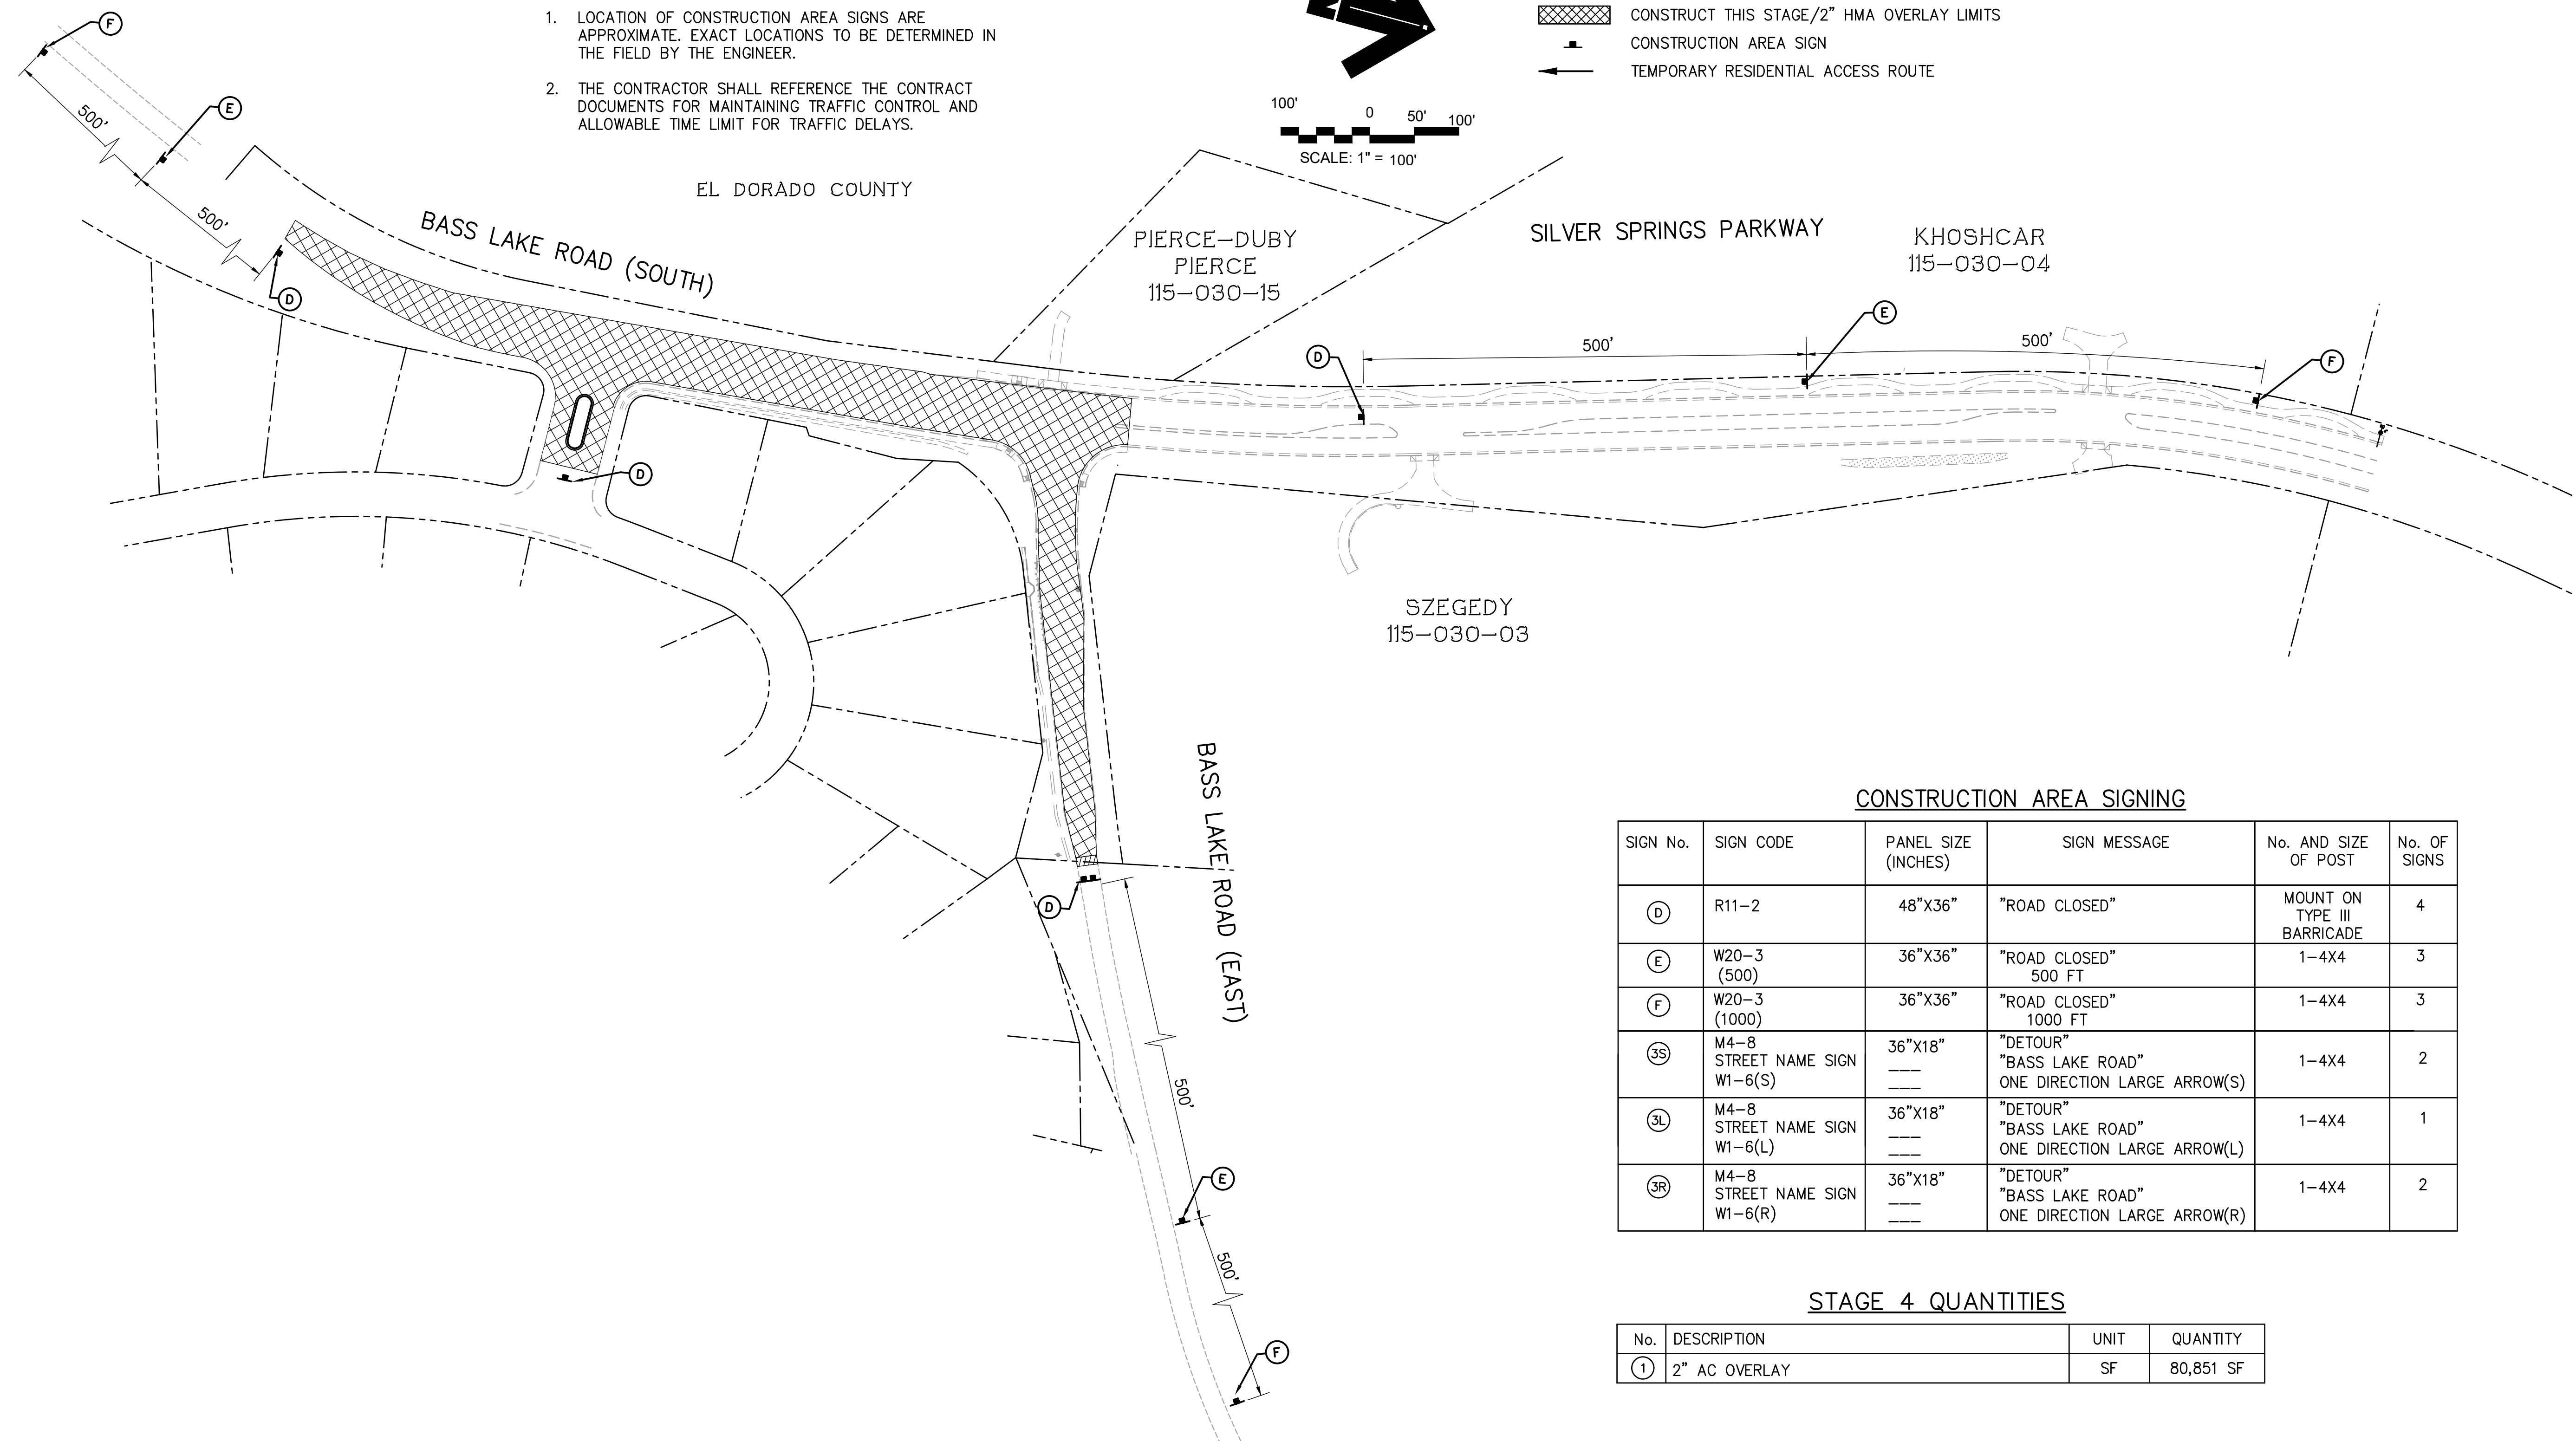 1. LOCATION OF CONSTRUCTION AREA SIGNS ARE
APPROXIMATE. EXACT LOCATIONS TO BE DETERMINED IN
THE FIELD BY THE ENGINEER.
2. THE CONTRACTOR SHALL REFERENCE THE CONTRACT
DOCUMENTS FOR MAINTAINING TRAFFIC CONTROL AND
ALLOWABLE TIME LIMIT FOR TRAFFIC DELAYS.
CONSTRUCT THIS STAGE/2" HMA OVERLAY LIMITS
CONSTRUCTION AREA SIGN
TEMPORARY RESIDENTIAL ACCESS ROUTE
100' 0 50' 100'
SCALE: 1" = 100'
F
E
500'
500'
D
EL DORADO COUNTY
BASS LAKE ROAD (SOUTH)
PIERCE-DUBY
PIERCE
115-030-15
SILVER SPRINGS PARKWAY
KHOSHCAR
115-030-04
D
500'
E
500'
F
D
SZEGEDY
115-030-03
BASS LAKE ROAD (EAST)
D
500'
E
500'
F
CONSTRUCTION AREA SIGNING
SIGN No. SIGN CODE PANEL SIZE (INCHES) SIGN MESSAGE No. AND SIZE OF POST No. OF SIGNS
D R11-2 48"X36" "ROAD CLOSED" MOUNT ON TYPE III BARRICADE 4
E W20-3 (500) 36"X36" "ROAD CLOSED" 500 FT 1-4X4 3
F W20-3 (1000) 36"X36" "ROAD CLOSED" 1000 FT 1-4X4 3
3S M4-8 36"X18" "DETOUR"
STREET NAME SIGN ___ "BASS LAKE ROAD" 1-4X4 2
W1-6(S) ___ ONE DIRECTION LARGE ARROW(S)
3L M4-8 36"X18" "DETOUR"
STREET NAME SIGN ___ "BASS LAKE ROAD" 1-4X4 1
W1-6(L) ___ ONE DIRECTION LARGE ARROW(L)
3R M4-8 36"X18" "DETOUR"
STREET NAME SIGN ___ "BASS LAKE ROAD" 1-4X4 2
W1-6(R) ___ ONE DIRECTION LARGE ARROW(R)
STAGE 4 QUANTITIES
No. DESCRIPTION UNIT QUANTITY
1 2" AC OVERLAY SF 80,851 SF